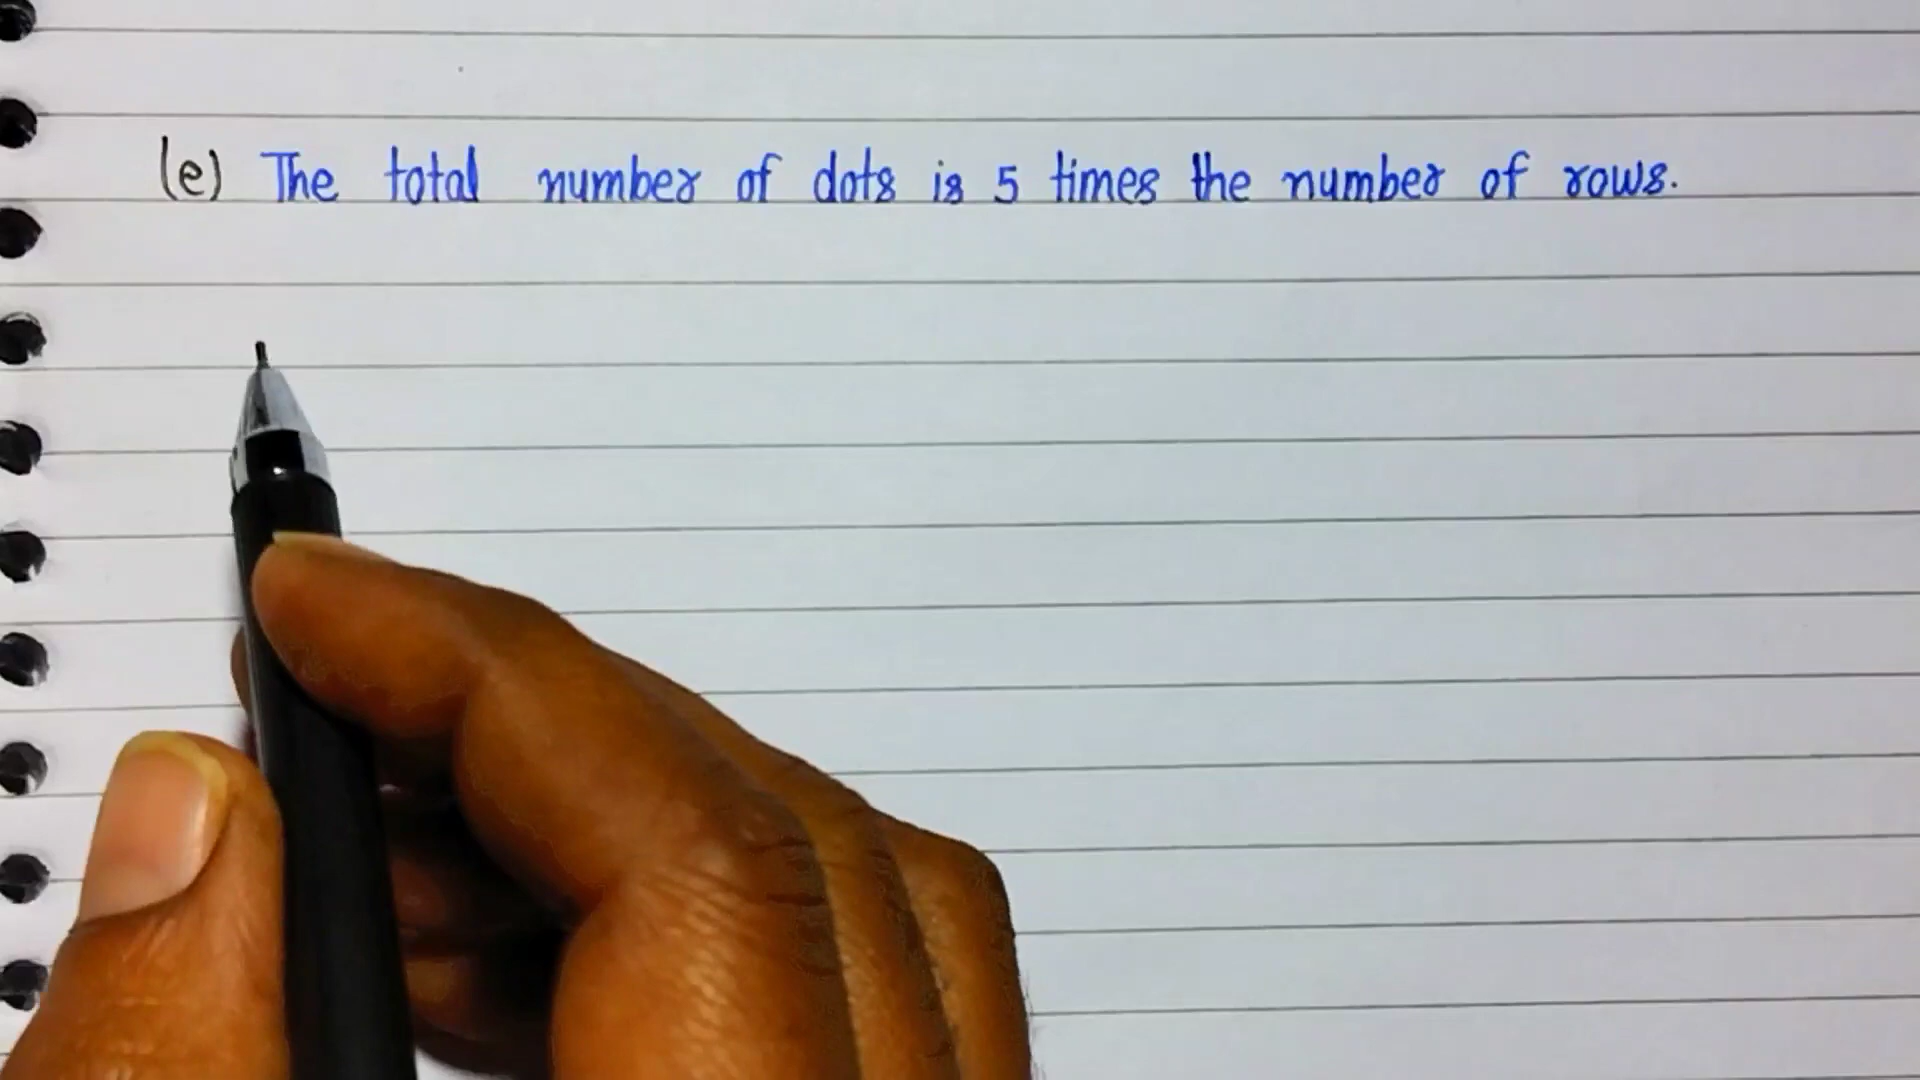 (e) The total number of dots is 5 times the number of rows.